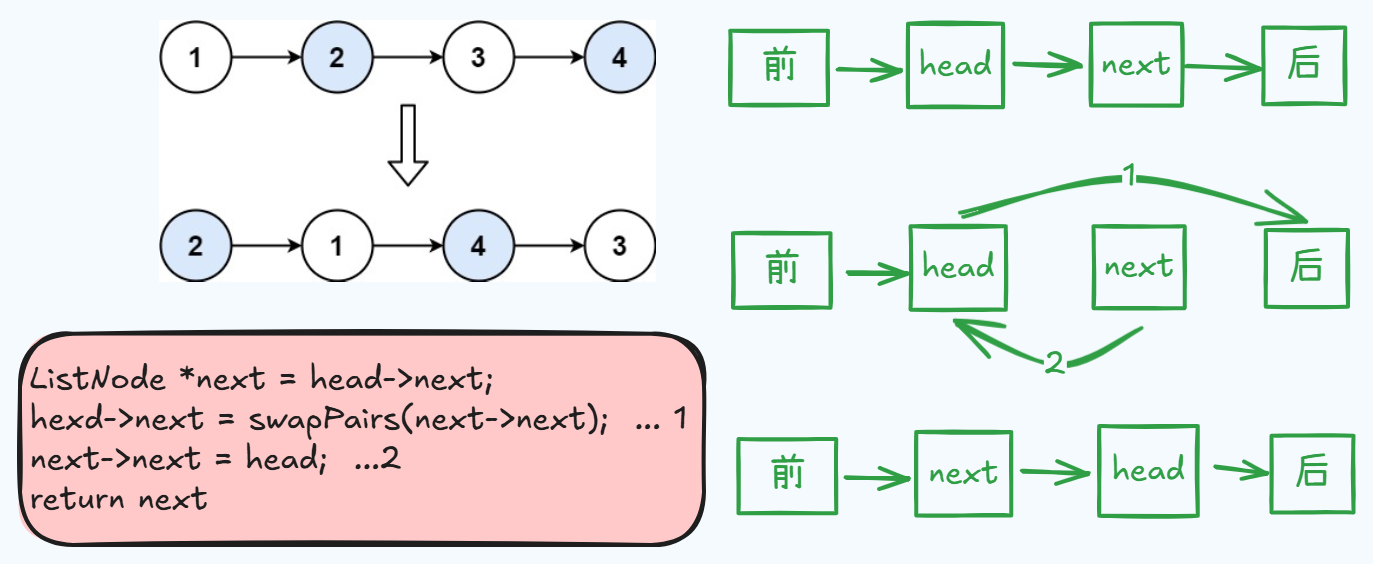 1 2 3 4
2 1 4 3
ListNode *next = head->next;
hexd->next = swapPairs(next->next); ... 1
next->next = head; ...2
return next
前 head next 后
1
前 head next 后
2
前 next head 后